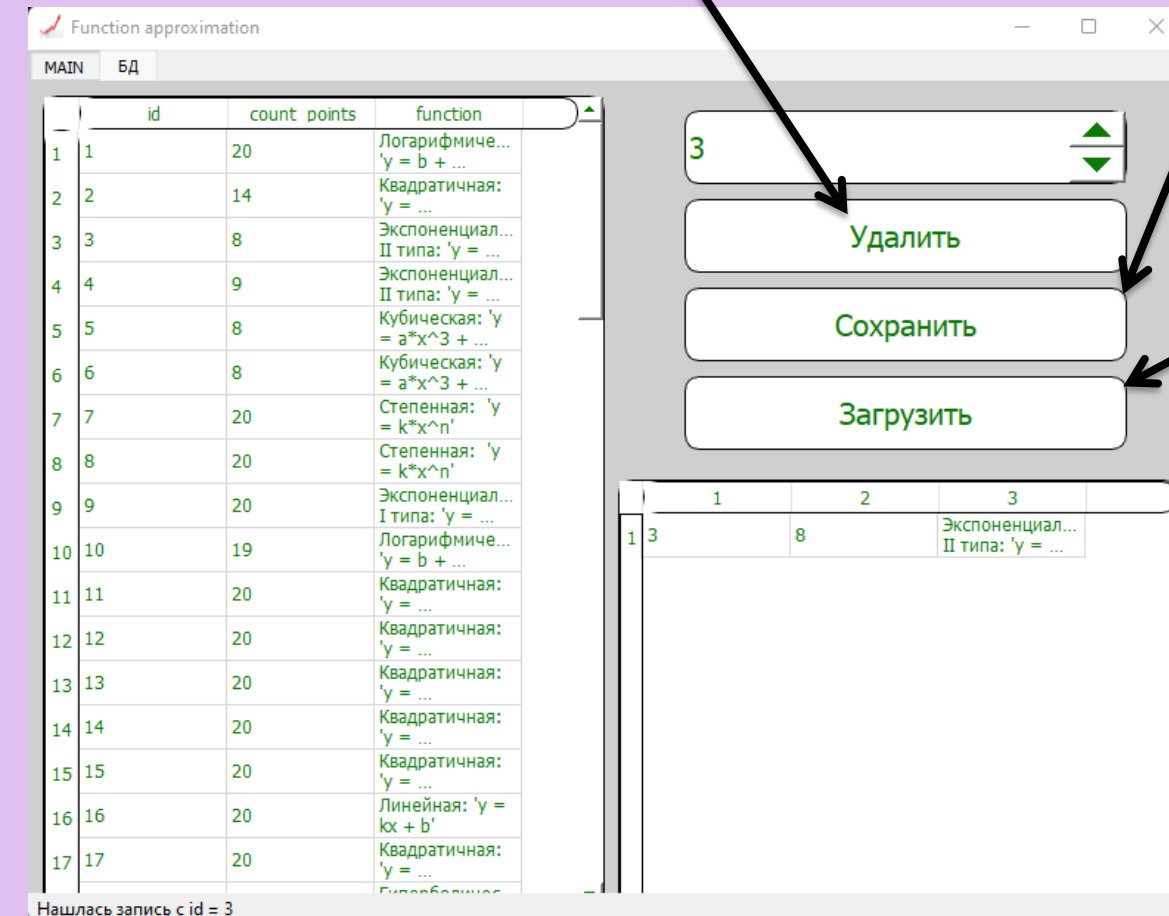 Function approximation
MAIN БД
id count_points function
1 1 20 Логарифмиче...
'y = b + ...
2 2 14 Квадратичная:
'y = ...
3 3 8 Экспоненциал...
II типа: 'y = ...
4 4 9 Экспоненциал...
II типа: 'y = ...
5 5 8 Кубическая: 'y
= a*x^3 + ...
6 6 8 Кубическая: 'y
= a*x^3 + ...
7 7 20 Степенная: 'y
= k*x^n'
8 8 20 Степенная: 'y
= k*x^n'
9 9 20 Экспоненциал...
I типа: 'y = ...
10 10 19 Логарифмиче...
'y = b + ...
11 11 20 Квадратичная:
'y = ...
12 12 20 Квадратичная:
'y = ...
13 13 20 Квадратичная:
'y = ...
14 14 20 Квадратичная:
'y = ...
15 15 20 Квадратичная:
'y = ...
16 16 20 Линейная: 'y =
kx + b'
17 17 20 Квадратичная:
'y = ...
3
Удалить
Сохранить
Загрузить
1 2 3
1 3 8 Экспоненциал...
II типа: 'y = ...
Нашлась запись с id = 3